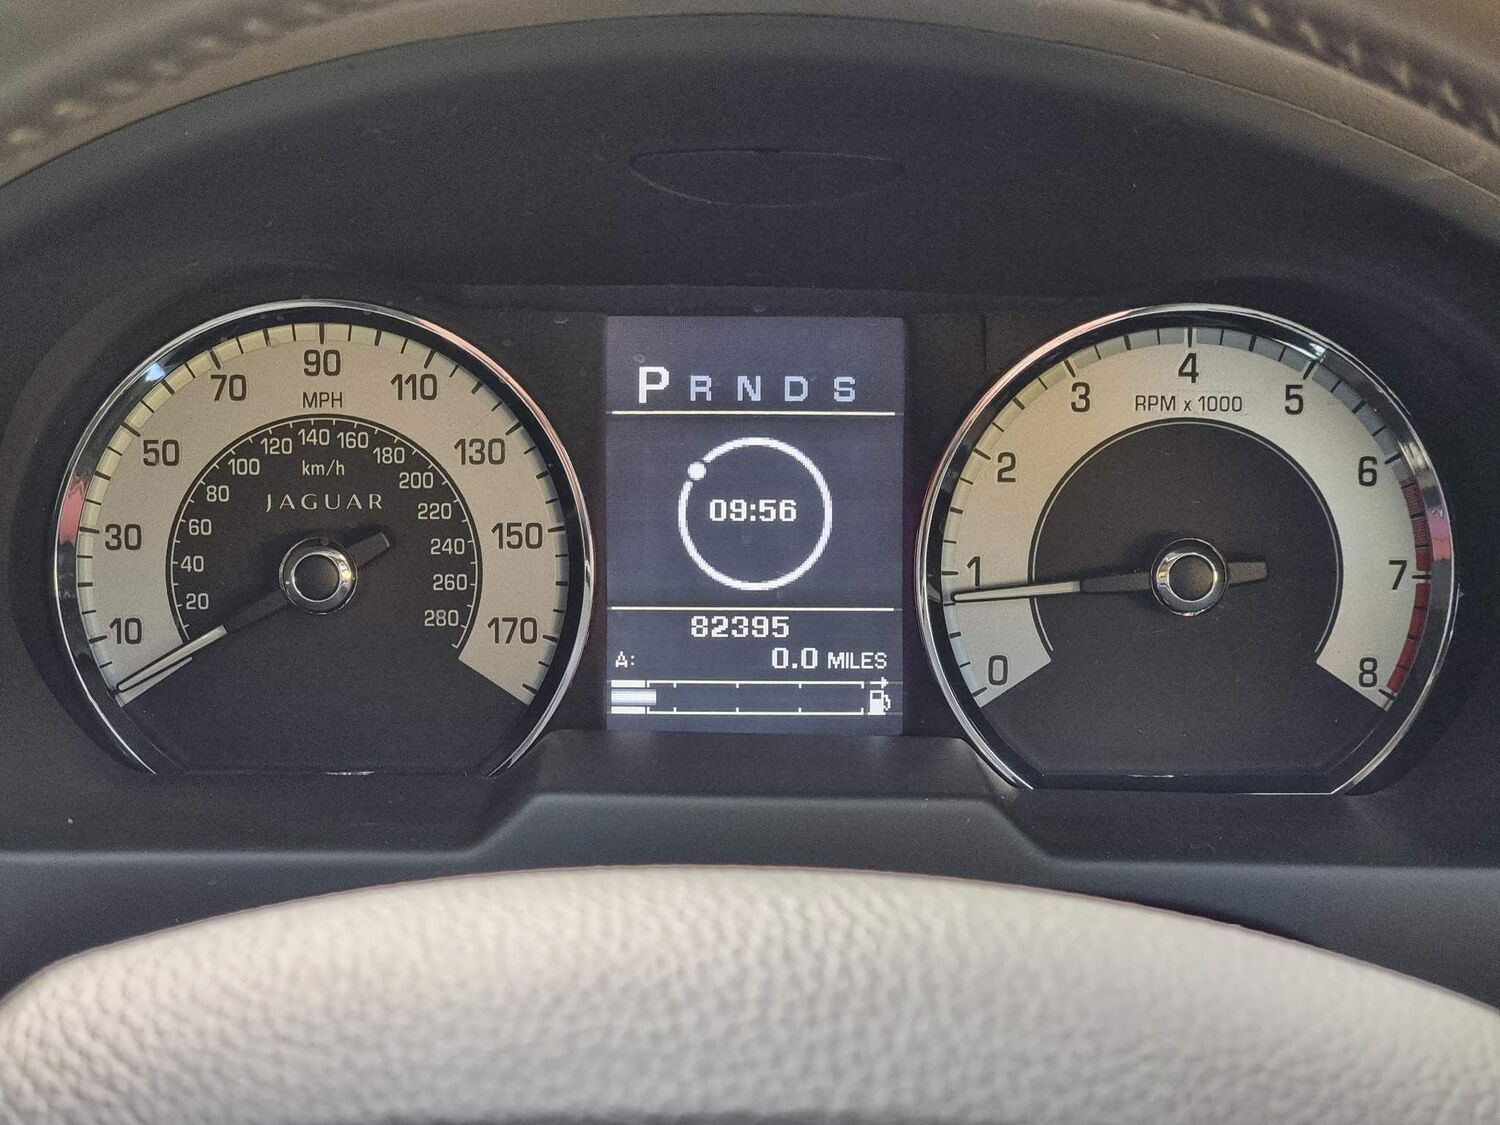 10 30 50 70 90 110 130 150 170
MPH
20 40 60 80 100 120 140 160 180 200 220 240 260 280
km/h
JAGUAR
P R N D S
09:56
82395
A: 0.0 MILES
0 1 2 3 4 5 6 7 8
RPM x 1000